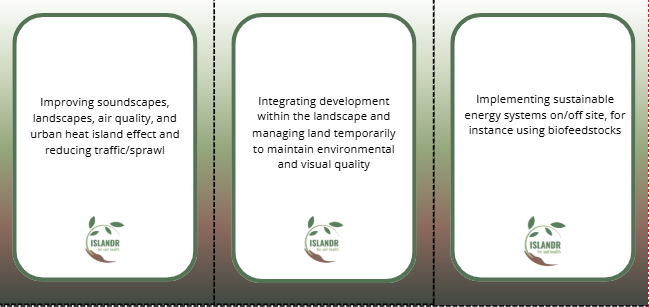 Improving soundscapes,
landscapes, air quality, and
urban heat island effect and
reducing traffic/sprawl
ISLANDR
for soil health
Integrating development
within the landscape and
managing land temporarily
to maintain environmental
and visual quality
ISLANDR
for soil health
Implementing sustainable
energy systems on/off site, for
instance using biofeedstocks
ISLANDR
for soil health